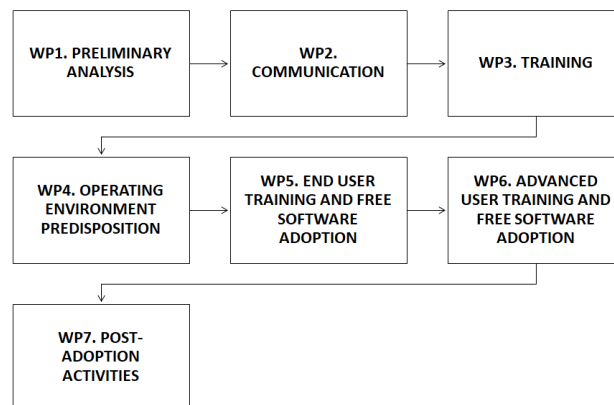 WP1. PRELIMINARY
ANALYSIS
WP2.
COMMUNICATION
WP3. TRAINING
WP4. OPERATING
ENVIRONMENT
PREDISPOSITION
WP5. END USER
TRAINING AND FREE
SOFTWARE
ADOPTION
WP6. ADVANCED
USER TRAINING AND
FREE SOFTWARE
ADOPTION
WP7. POST-
ADOPTION
ACTIVITIES